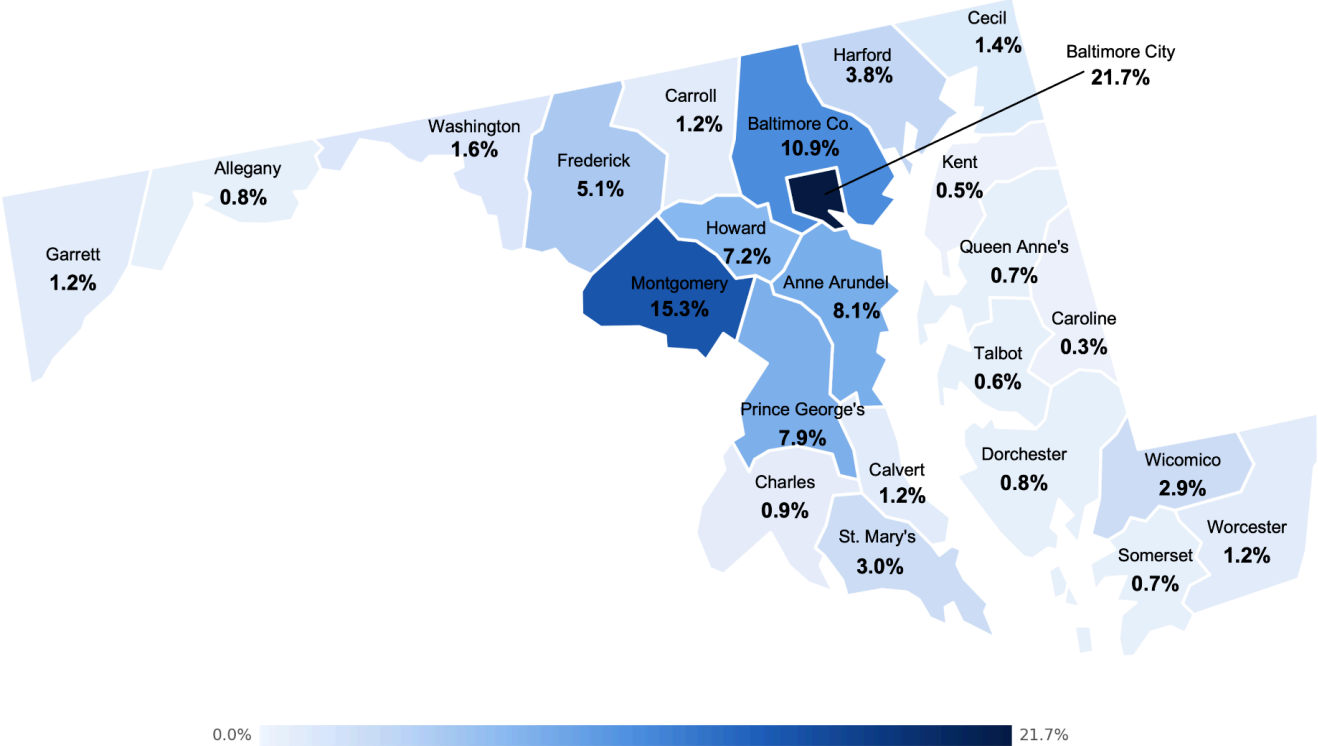 Cecil
1.4%
Baltimore City
21.7%
Harford
3.8%
Carroll
1.2%
Baltimore Co.
10.9%
Washington
1.6%
Frederick
5.1%
Allegany
0.8%
Kent
0.5%
Garrett
1.2%
Howard
7.2%
Queen Anne's
0.7%
Montgomery
15.3%
Anne Arundel
8.1%
Caroline
0.3%
Talbot
0.6%
Prince George's
7.9%
Dorchester
0.8%
Wicomico
2.9%
Calvert
1.2%
Charles
0.9%
St. Mary's
3.0%
Worcester
1.2%
Somerset
0.7%
0.0%
21.7%